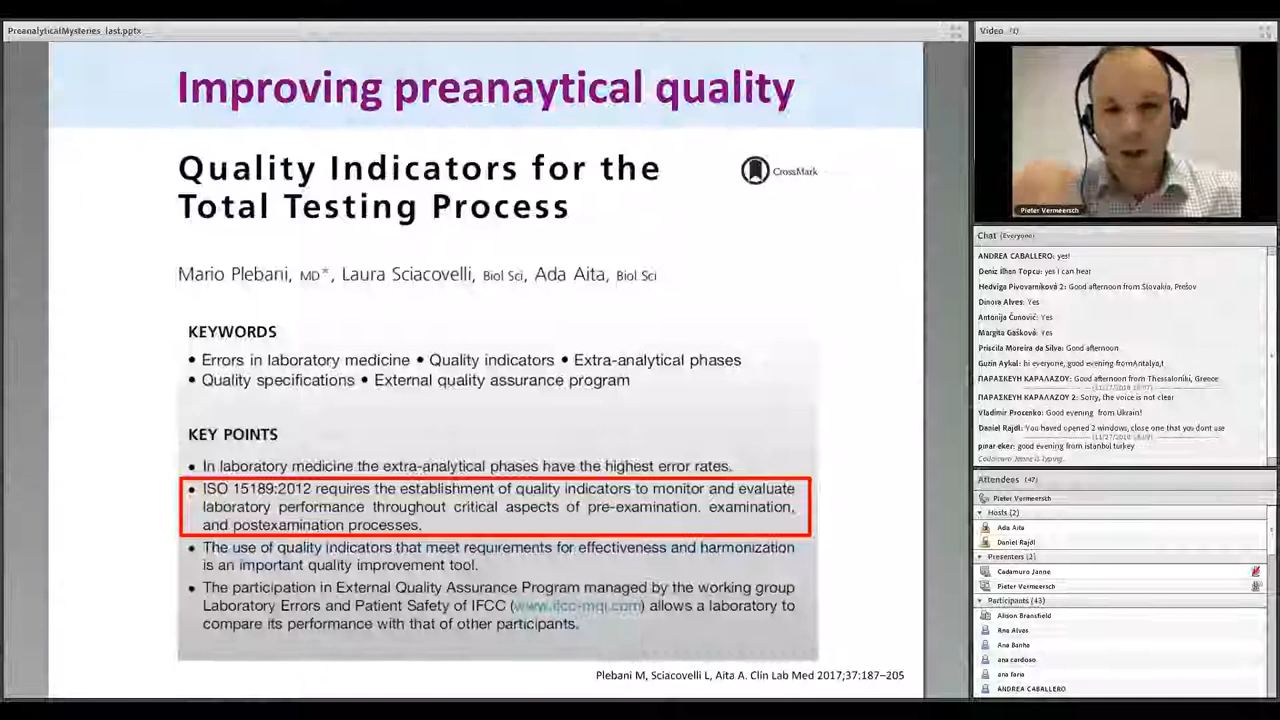 PreanalyticalMysteries_last.pptx
Improving preanaytical quality
Quality Indicators for the
Total Testing Process
CrossMark
Mario Plebani, MD*, Laura Sciacovelli, Biol Sci, Ada Aita, Biol Sci
KEYWORDS
• Errors in laboratory medicine • Quality indicators • Extra-analytical phases
• Quality specifications • External quality assurance program
KEY POINTS
• In laboratory medicine the extra-analytical phases have the highest error rates.
• ISO 15189:2012 requires the establishment of quality indicators to monitor and evaluate
laboratory performance throughout critical aspects of pre-examination. examination,
and postexamination processes.
• The use of quality indicators that meet requirements for effectiveness and harmonization
is an important quality improvement tool.
• The participation in External Quality Assurance Program managed by the working group
Laboratory Errors and Patient Safety of IFCC (www.ifcc-mqi.com) allows a laboratory to
compare its performance with that of other participants.
Plebani M, Sciacovelli L, Aita A. Clin Lab Med 2017;37:187–205
Video (1)
Pieter Vermeersch
Chat (Everyone)
ANDREA CABALLERO: yes!
Deniz İlhan Topcu: yes I can hear
Hedviga Pivovarníková 2: Good afternoon from Slovakia, Prešov
Dinora Alves: Yes
Antonija Čunović: Yes
Margita Gašková: Yes
Priscila Moreira da Silva: Good afternoon
Guzin Aykal: hi everyone, good evening fromAntalya,t
ΠΑΡΑΣΚΕΥΗ ΚΑΡΑΛΑΖΟΥ: Good afternoon from Thessaloniki, Greece
ΠΑΡΑΣΚΕΥΗ ΚΑΡΑΛΑΖΟΥ 2: Sorry, the voice is not clear
Vladimir Procenko: Good evening from Ukraine!
Daniel Rajdl: You haved opened 2 windows, close one that you dont use
pınar eker: good evening from istanbul turkey
Cadamuro Janne is typing.
Attendees (47)
Pieter Vermeersch
Hosts (2)
Ada Aita
Daniel Rajdl
Presenters (2)
Cadamuro Janne
Pieter Vermeersch
Participants (43)
Alison Bransfield
Ana Alves
Ana Banha
ana cardoso
ana faria
ANDREA CABALLERO